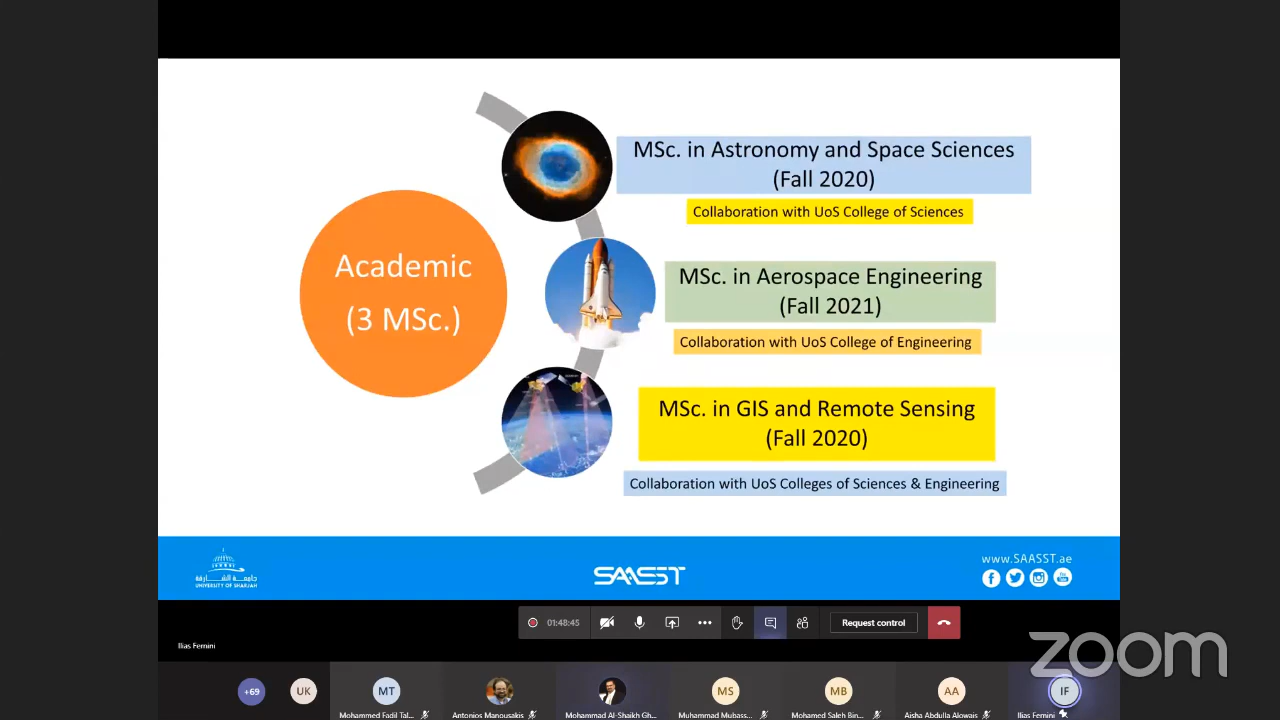 MSc. in Astronomy and Space Sciences
(Fall 2020)
Collaboration with UoS College of Sciences
Academic
(3 MSc.)
MSc. in Aerospace Engineering
(Fall 2021)
Collaboration with UoS College of Engineering
MSc. in GIS and Remote Sensing
(Fall 2020)
Collaboration with UoS Colleges of Sciences & Engineering
جامعة الشارقة
UNIVERSITY OF SHARJAH
SAASST
www.SAASST.ae
01:48:45
Request control
Ilias Fernini
zoom
+69
UK
MT
MS
MB
AA
IF
Mohammed Fadil Tal...
Antonios Manousakis
Mohammad Al-Shaikh Gh...
Muhammad Mubass...
Mohamed Saleh Bin...
Aisha Abdulla Alowais
Ilias Fernini